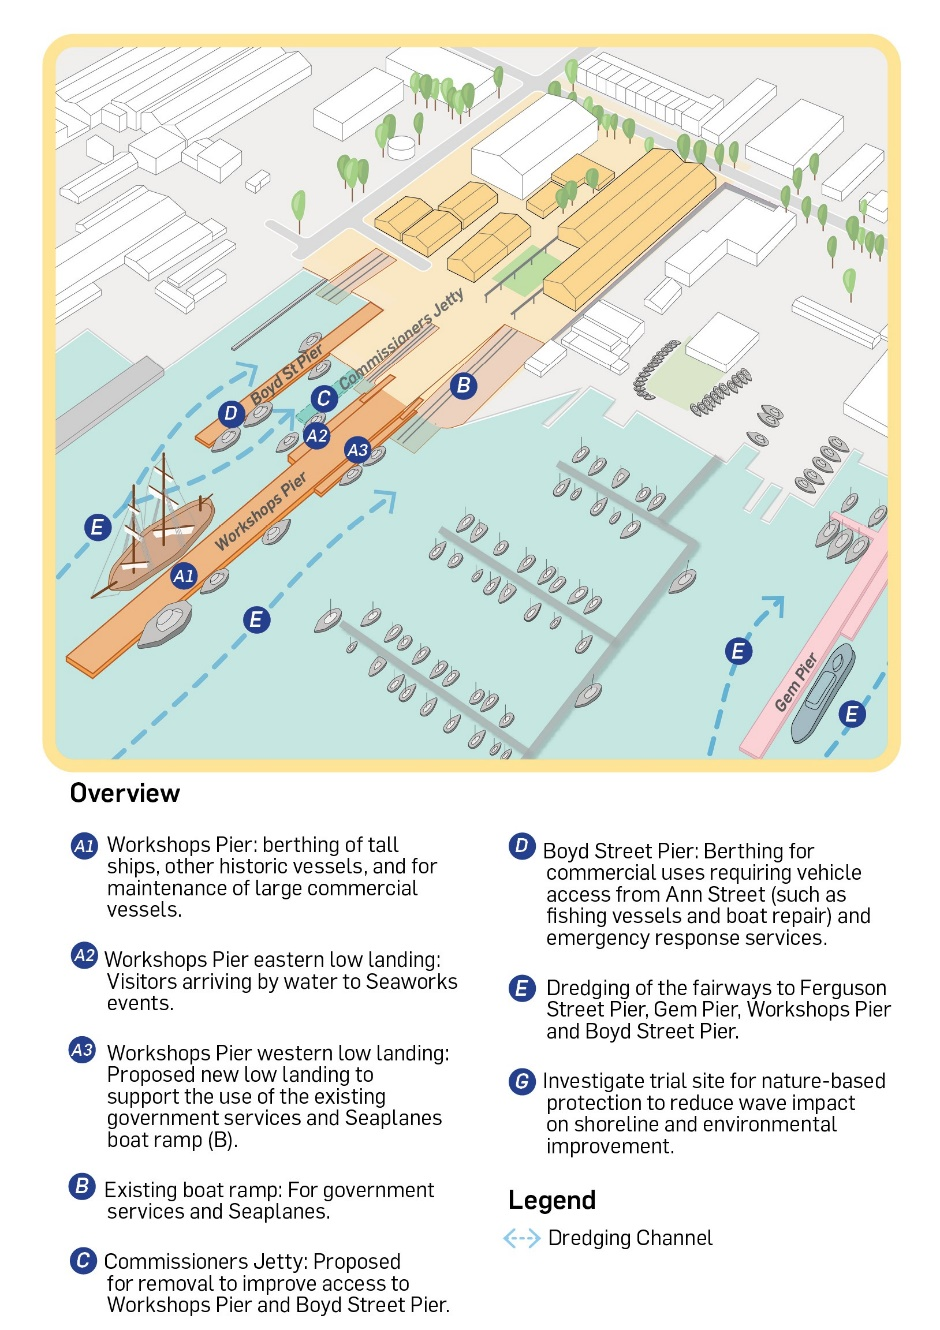 Boyd St Pier
Commissioners Jetty
B
C
D
A2
A3
Workshops Pier
E
A1
E
E
Gem Pier
E
Overview
A1 Workshops Pier: berthing of tall
ships, other historic vessels, and for
maintenance of large commercial
vessels.
A2 Workshops Pier eastern low landing:
Visitors arriving by water to Seaworks
events.
A3 Workshops Pier western low landing:
Proposed new low landing to
support the use of the existing
government services and Seaplanes
boat ramp (B).
B Existing boat ramp: For government
services and Seaplanes.
C Commissioners Jetty: Proposed
for removal to improve access to
Workshops Pier and Boyd Street Pier.
D Boyd Street Pier: Berthing for
commercial uses requiring vehicle
access from Ann Street (such as
fishing vessels and boat repair) and
emergency response services.
E Dredging of the fairways to Ferguson
Street Pier, Gem Pier, Workshops Pier
and Boyd Street Pier.
G Investigate trial site for nature-based
protection to reduce wave impact
on shoreline and environmental
improvement.
Legend
Dredging Channel